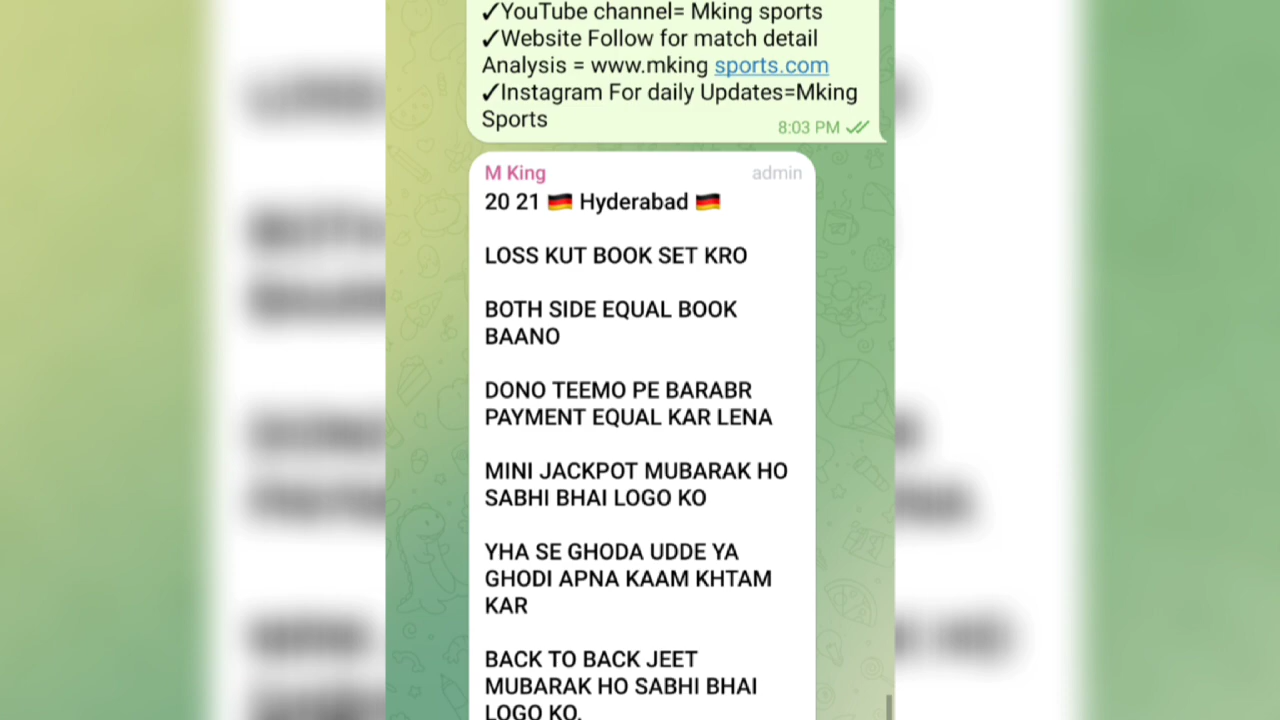 ✓YouTube channel= Mking sports
✓Website Follow for match detail
Analysis = www.mking sports.com
✓Instagram For daily Updates=Mking
Sports
8:03 PM
M King
admin
20 21 🇩🇪 Hyderabad 🇩🇪
LOSS KUT BOOK SET KRO
BOTH SIDE EQUAL BOOK
BAANO
DONO TEEMO PE BARABR
PAYMENT EQUAL KAR LENA
MINI JACKPOT MUBARAK HO
SABHI BHAI LOGO KO
YHA SE GHODA UDDE YA
GHODI APNA KAAM KHTAM
KAR
BACK TO BACK JEET
MUBARAK HO SABHI BHAI
LOGO KO.